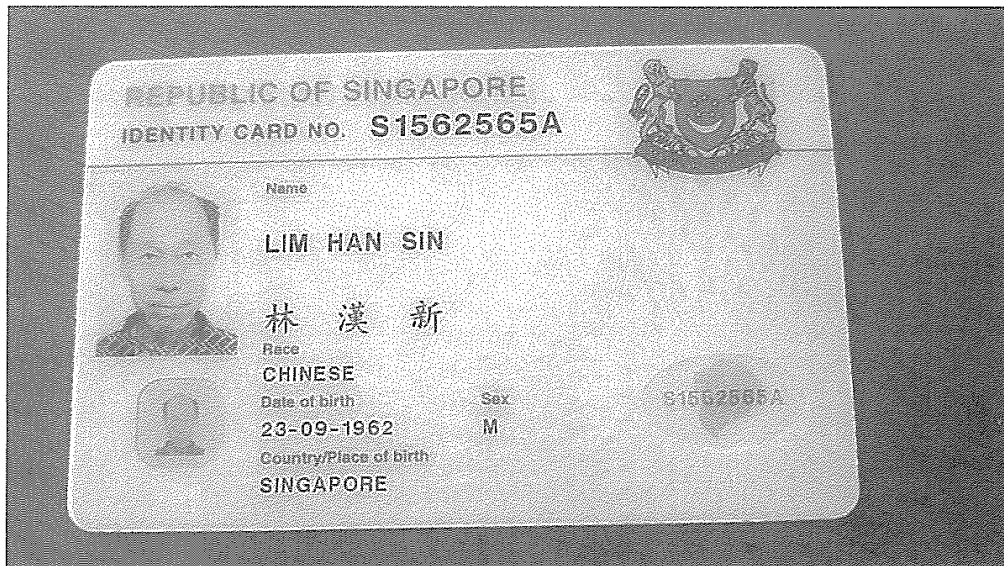 REPUBLIC OF SINGAPORE
IDENTITY CARD NO. S1562565A
Name
LIM HAN SIN
林 漢 新
Race
CHINESE
Date of birth Sex S1562565A
23-09-1962 M
Country/Place of birth
SINGAPORE